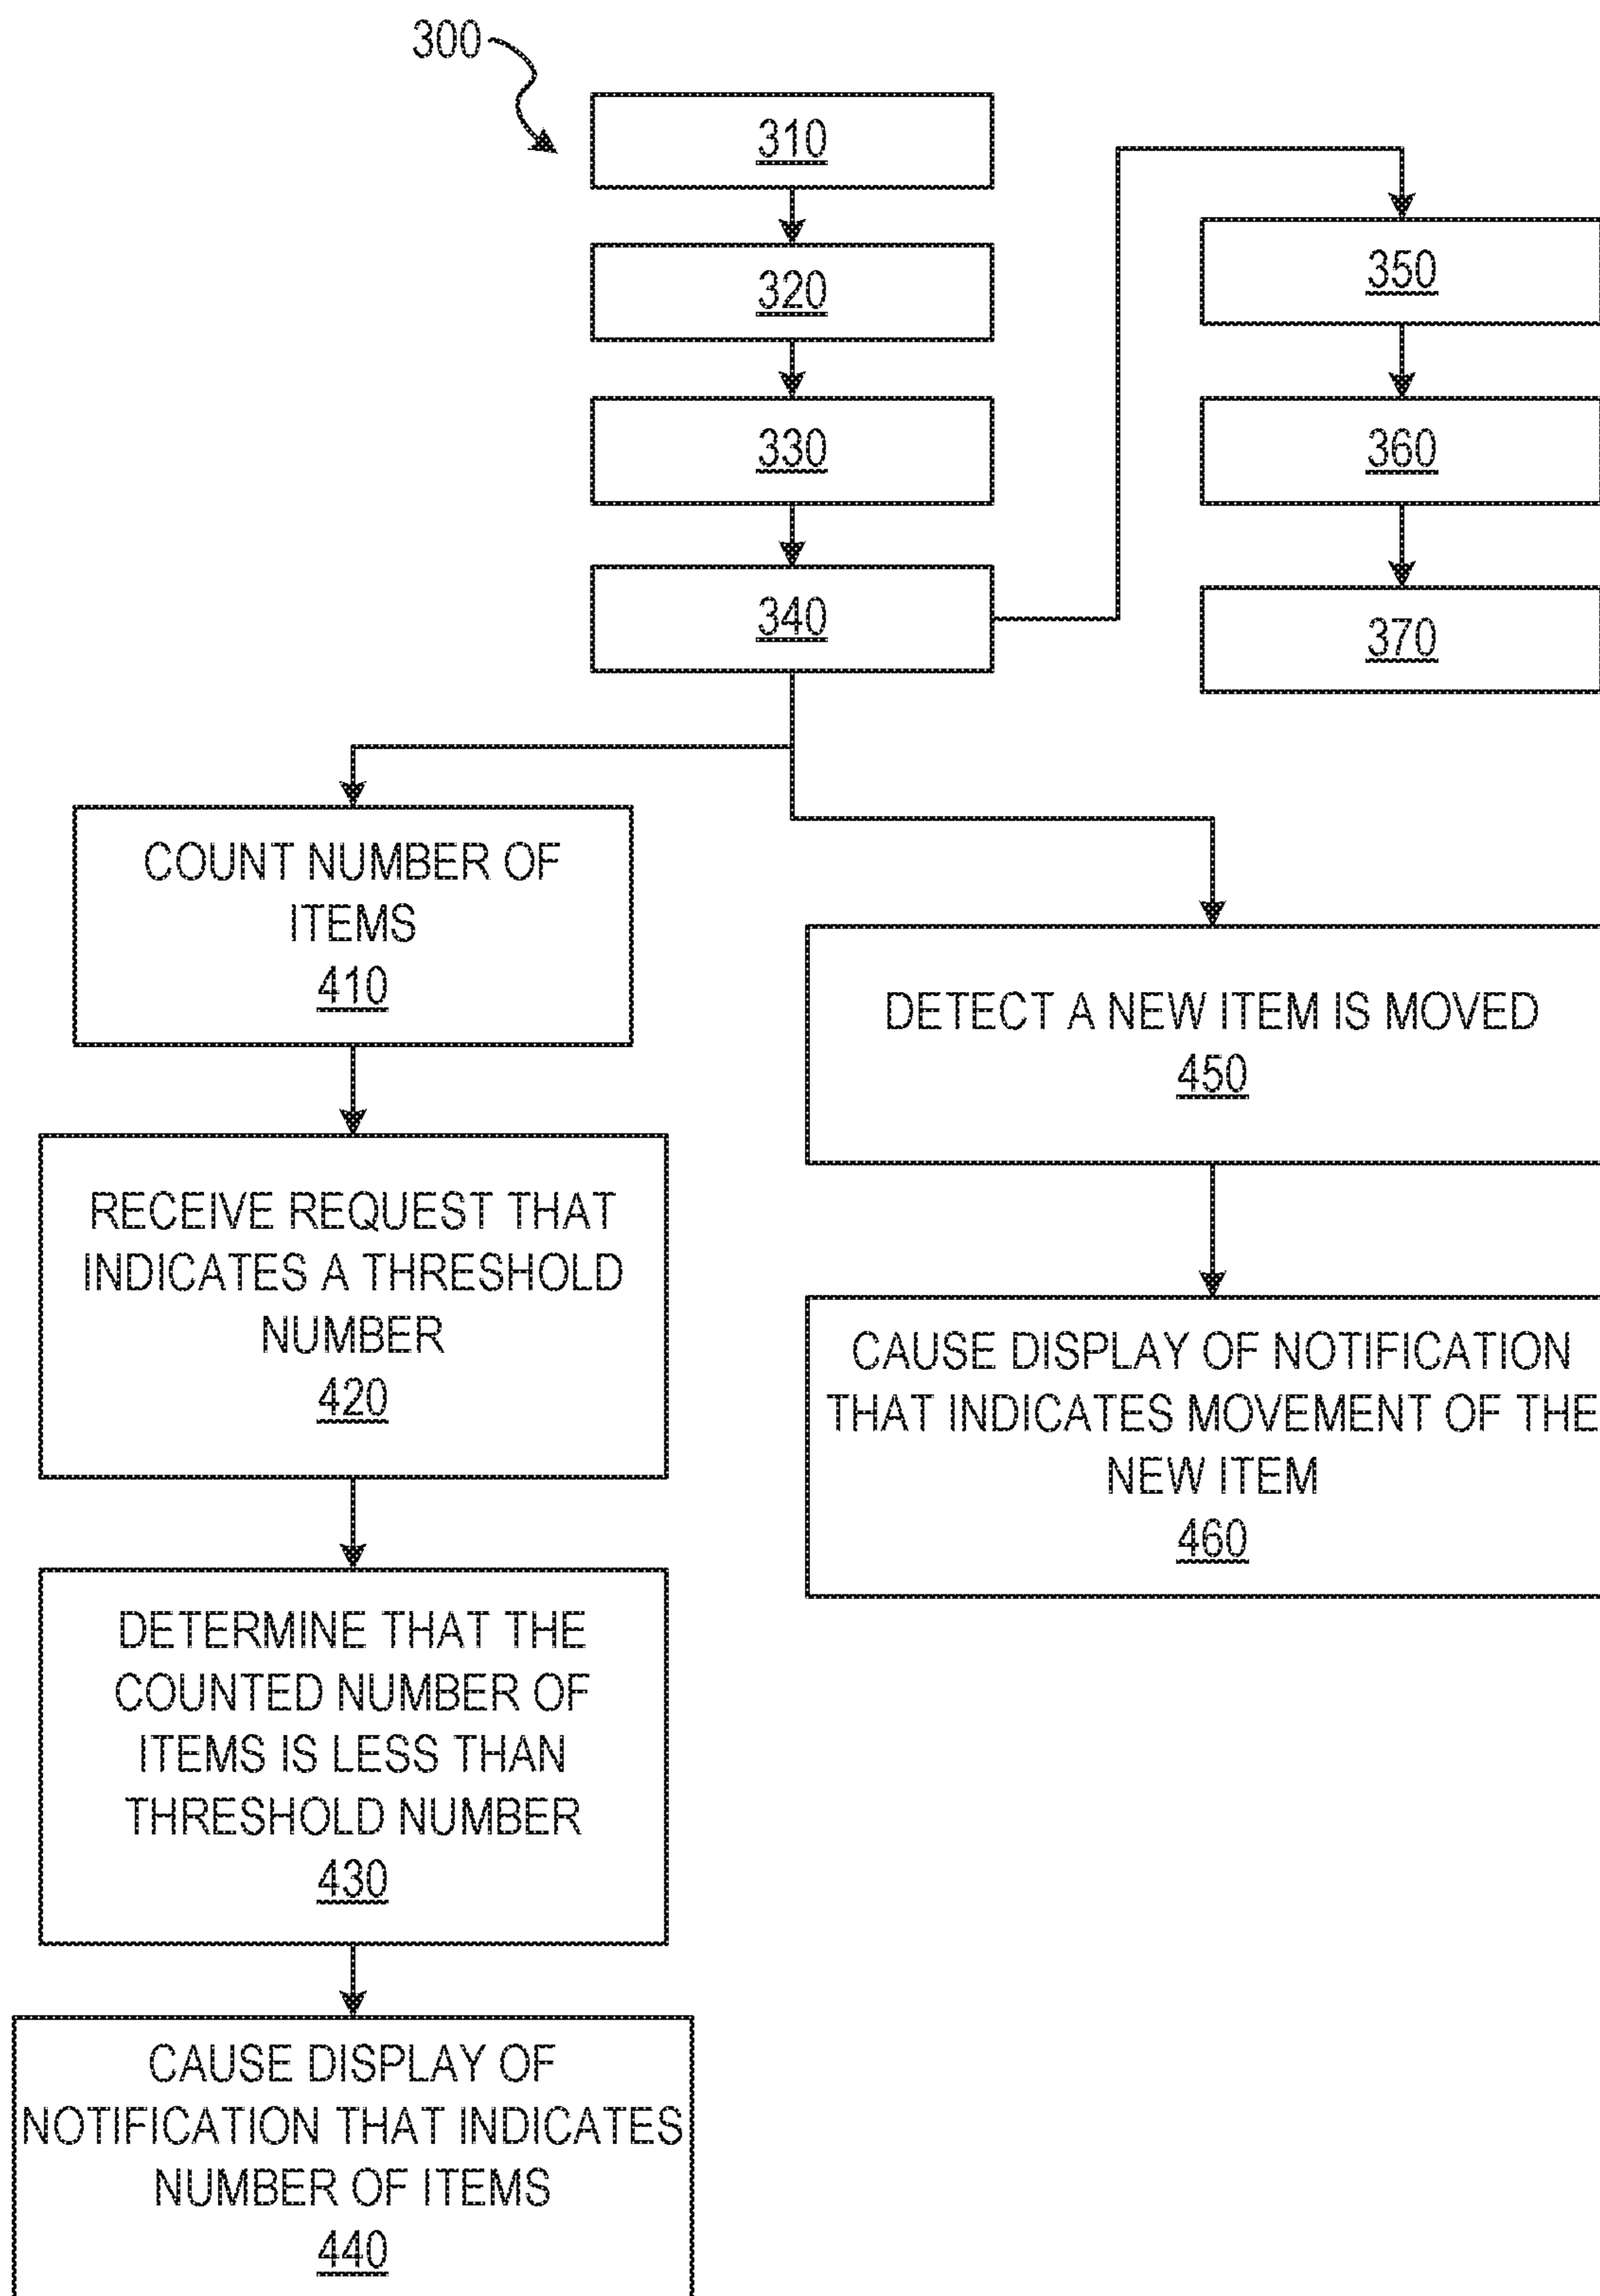 300
310
320
330
340
350
360
370
COUNT NUMBER OF
ITEMS
410
RECEIVE REQUEST THAT
INDICATES A THRESHOLD
NUMBER
420
DETERMINE THAT THE
COUNTED NUMBER OF
ITEMS IS LESS THAN
THRESHOLD NUMBER
430
CAUSE DISPLAY OF
NOTIFICATION THAT INDICATES
NUMBER OF ITEMS
440
DETECT A NEW ITEM IS MOVED
450
CAUSE DISPLAY OF NOTIFICATION
THAT INDICATES MOVEMENT OF THE
NEW ITEM
460